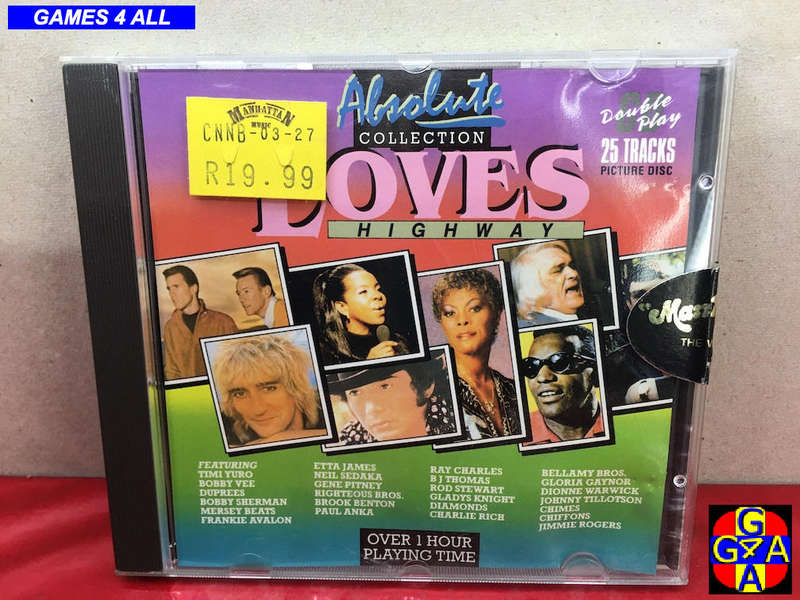 GAMES 4 ALL
MANHATTAN
MUSIC
CNNB-03-27
R19.99
Absolute
COLLECTION
LOVES
HIGHWAY
Double
Play
25 TRACKS
PICTURE DISC
THE
FEATURING
TIMI YURO
BOBBY VEE
DUPREES
BOBBY SHERMAN
MERSEY BEATS
FRANKIE AVALON
ETTA JAMES
NEIL SEDAKA
GENE PITNEY
RIGHTEOUS BROS.
BROOK BENTON
PAUL ANKA
RAY CHARLES
B J THOMAS
ROD STEWART
GLADYS KNIGHT
DIAMONDS
CHARLIE RICH
BELLAMY BROS.
GLORIA GAYNOR
DIONNE WARWICK
JOHNNY TILLOTSON
CHIMES
CHIFFONS
JIMMIE ROGERS
OVER 1 HOUR
PLAYING TIME
G
G4A
A